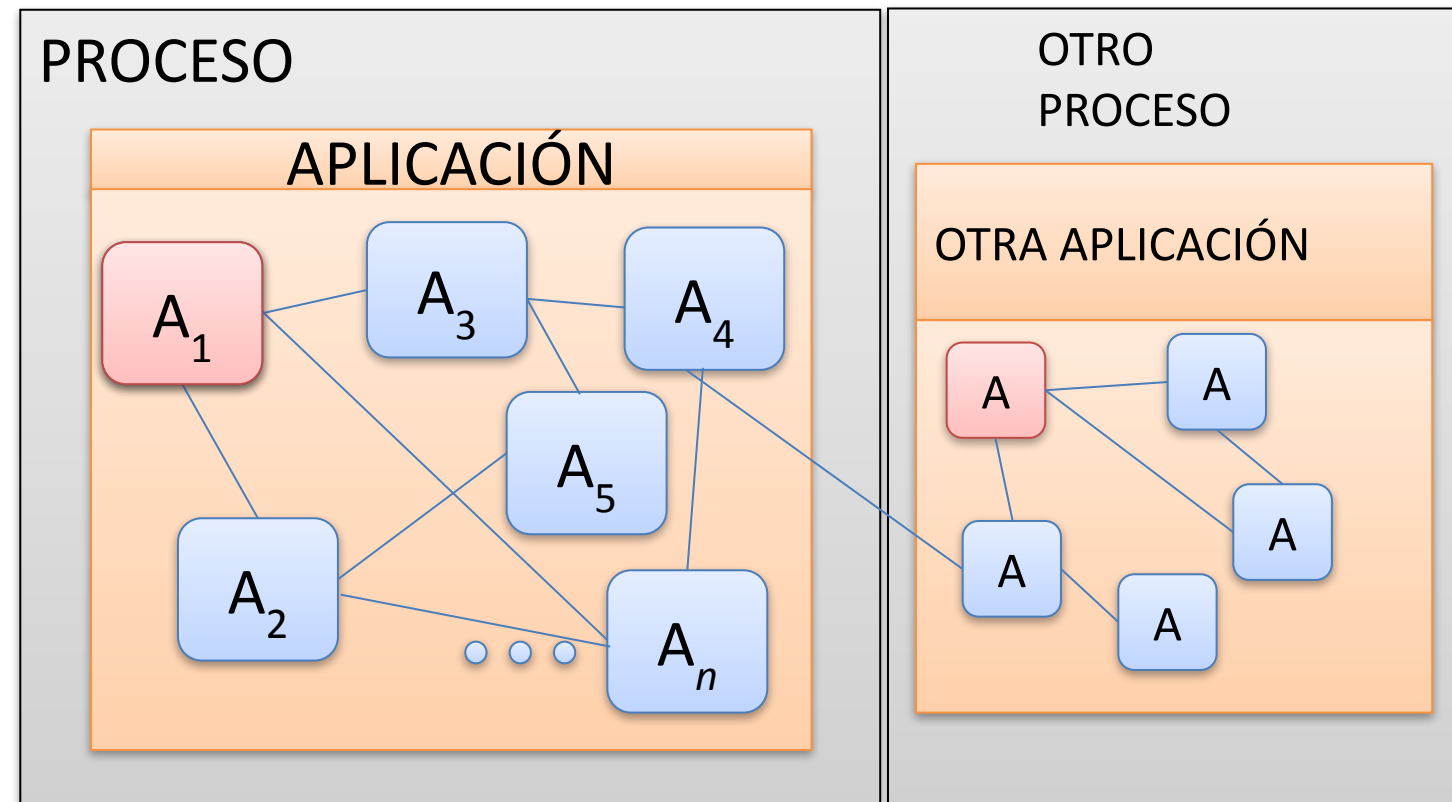 PROCESO
APLICACIÓN
A1
A3
A4
A5
A2
An
OTRO
PROCESO
OTRA APLICACIÓN
A
A
A
A
A